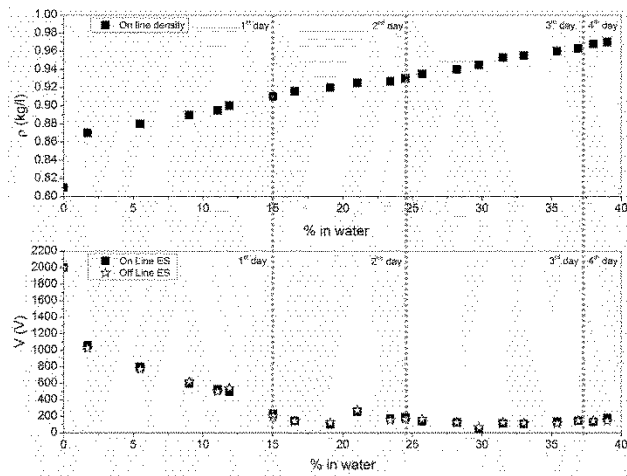 1.00
0.98
0.96
0.94
0.92
0.90
0.88
0.86
0.84
0.82
0.80
ρ (kg/l)
On line density
1st day
2nd day
3rd day
4th day
0 5 10 15 20 25 30 35 40
% in water
2200
2000
1800
1600
1400
1200
1000
800
600
400
200
0
V (V)
On Line ES
Off Line ES
1st day
2nd day
3rd day
4th day
0 5 10 15 20 25 30 35 40
% in water